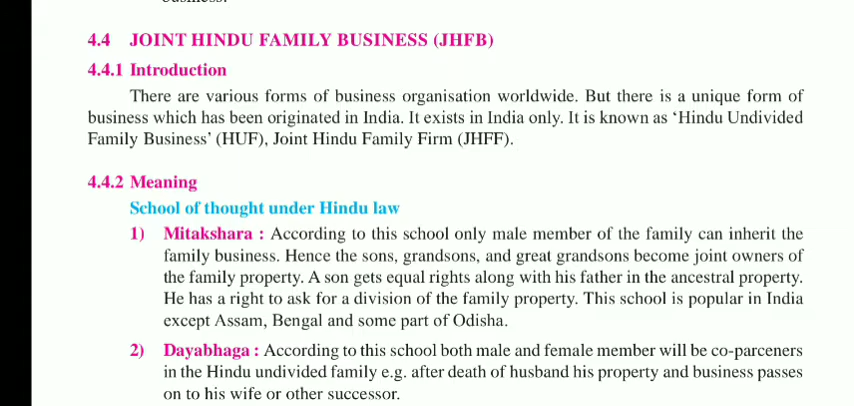 business.
4.4 JOINT HINDU FAMILY BUSINESS (JHFB)
4.4.1 Introduction
There are various forms of business organisation worldwide. But there is a unique form of
business which has been originated in India. It exists in India only. It is known as ‘Hindu Undivided
Family Business’ (HUF), Joint Hindu Family Firm (JHFF).
4.4.2 Meaning
School of thought under Hindu law
1) Mitakshara : According to this school only male member of the family can inherit the
family business. Hence the sons, grandsons, and great grandsons become joint owners of
the family property. A son gets equal rights along with his father in the ancestral property.
He has a right to ask for a division of the family property. This school is popular in India
except Assam, Bengal and some part of Odisha.
2) Dayabhaga : According to this school both male and female member will be co-parceners
in the Hindu undivided family e.g. after death of husband his property and business passes
on to his wife or other successor.